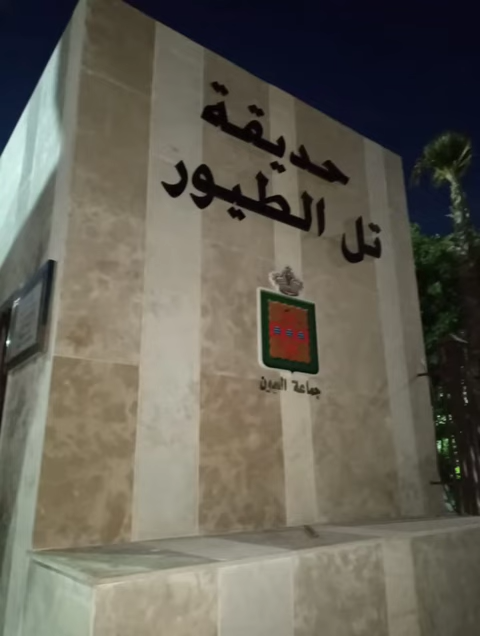 حديقة
تل الطيور
جماعة العيون